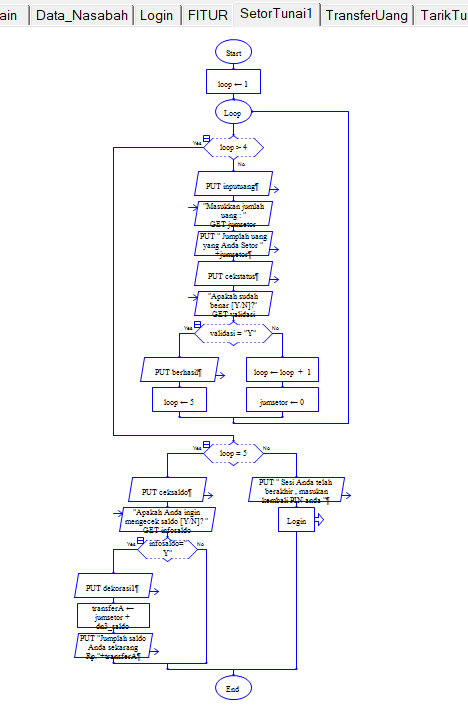 ain Data_Nasabah Login FITUR SetorTunai1 TransferUang TarikTu
Start
loop ← 1
Loop
Yes
loop > 4
No
PUT inputuang¶
"Masukkan jumlah
uang : "
GET jumsetor
PUT " Jumplah uang
yang Anda Setor "
+jumsetor¶
PUT cekstatus¶
"Apakah sudah
benar [Y/N]?"
GET validasi
Yes
validasi = "Y"
No
PUT berhasil¶
loop ← loop + 1
loop ← 5
jumsetor ← 0
Yes
loop = 5
No
PUT ceksaldo¶
PUT " Sesi Anda telah
berakhir , masukan
kembali PIN anda "¶
"Apakah Anda ingin
mengecek saldo [Y/N]? "
GET infosaldo
Login
Yes
infosaldo="
Y"
No
PUT dekorasi1¶
transferA ←
jumsetor +
dn3_saldo
PUT "Jumplah saldo
Anda sekarang
Rp "+transferA¶
End